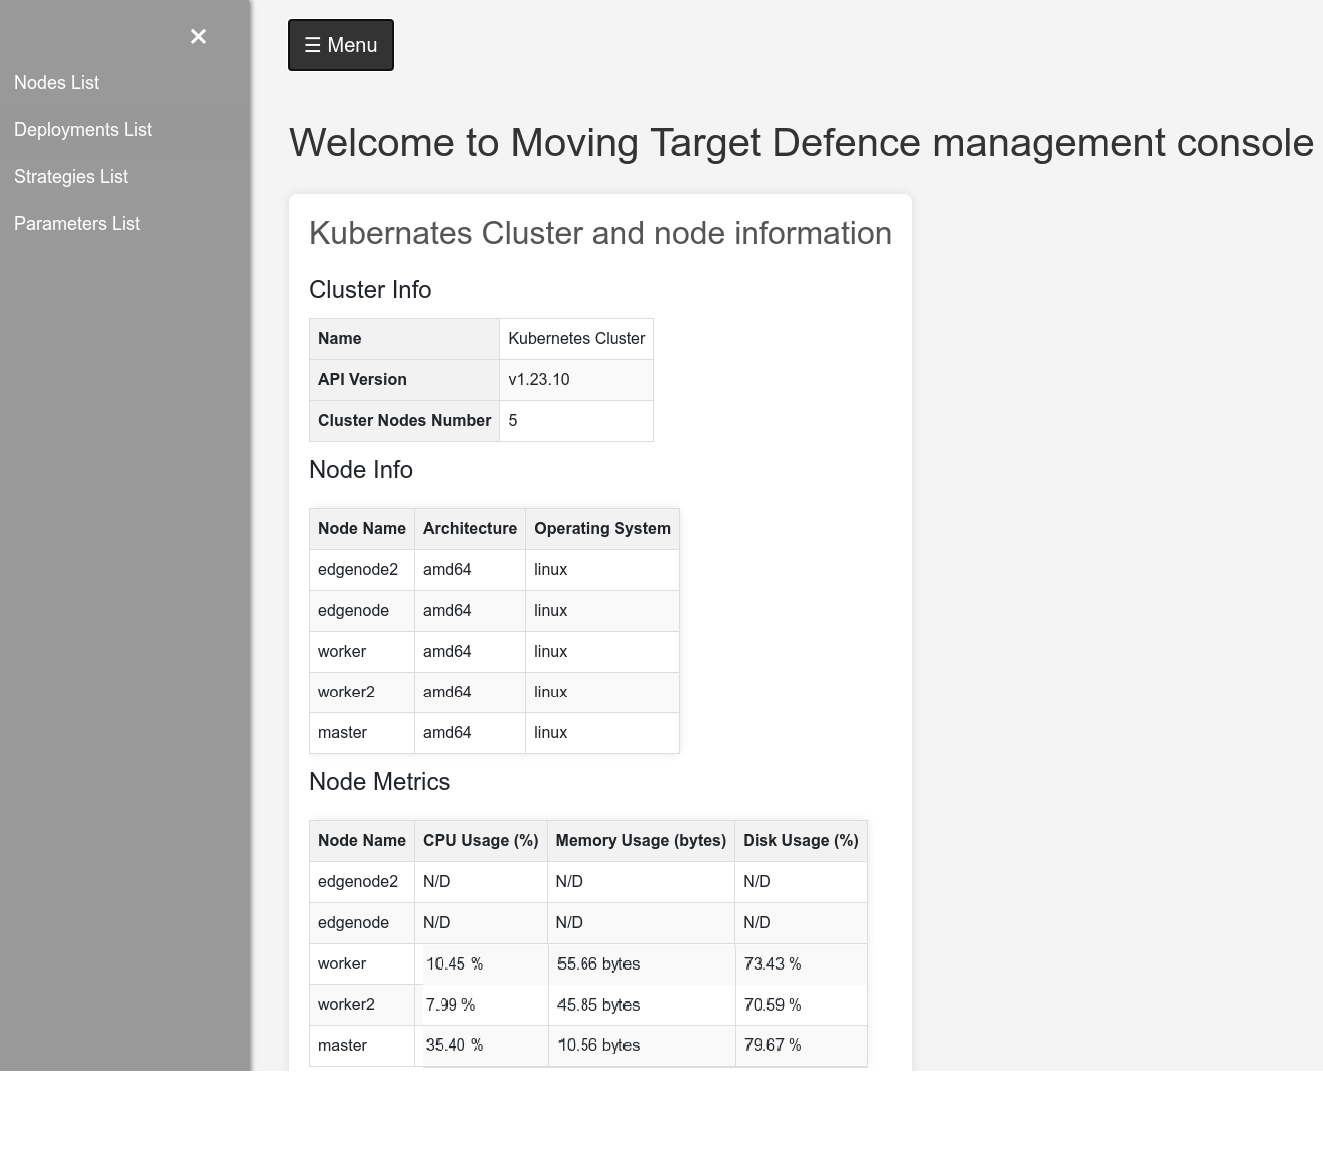 ×
☰ Menu
Nodes List
Deployments List
Strategies List
Parameters List
Welcome to Moving Target Defence management console
Kubernates Cluster and node information
Cluster Info
Name Kubernetes Cluster
API Version v1.23.10
Cluster Nodes Number 5
Node Info
Node Name Architecture Operating System
edgenode2 amd64 linux
edgenode amd64 linux
worker amd64 linux
worker2 amd64 linux
master amd64 linux
Node Metrics
Node Name CPU Usage (%) Memory Usage (bytes) Disk Usage (%)
edgenode2 N/D N/D N/D
edgenode N/D N/D N/D
worker 10.45 % 55.66 bytes 73.43 %
worker2 7.99 % 45.85 bytes 70.59 %
master 35.40 % 10.56 bytes 79.67 %